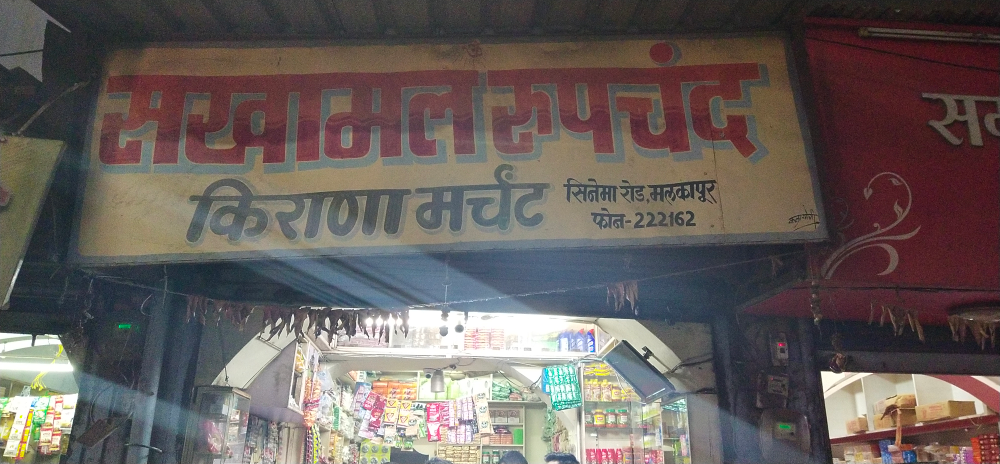 सखामल रुपचंद
किराणा मर्चंट
सिनेमा रोड, मलकापूर
फोन-222162